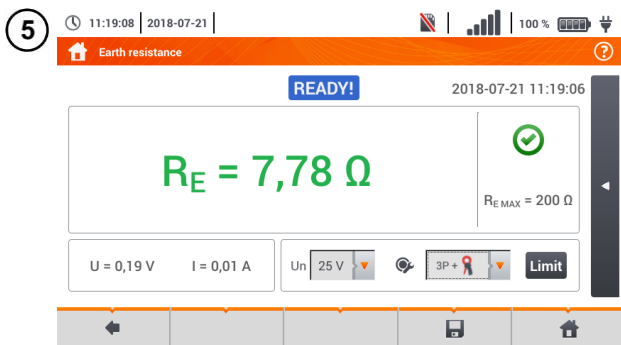 5
11:19:08 2018-07-21 100 %
Earth resistance ?
READY! 2018-07-21 11:19:06
RE = 7,78 Ω
RE MAX = 200 Ω
U = 0,19 V I = 0,01 A Un 25 V 3P + Limit